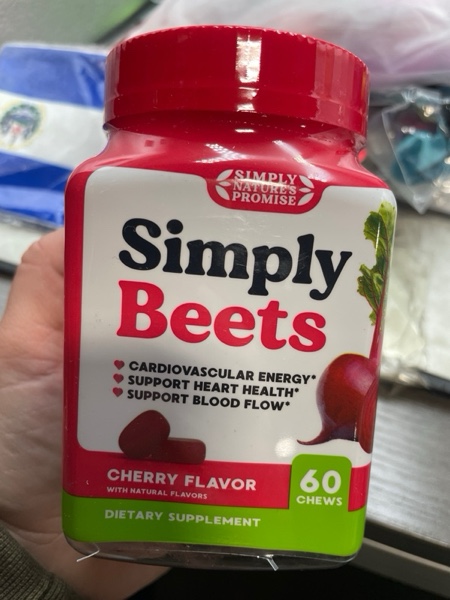 SIMPLY
NATURE'S
PROMISE
Simply
Beets
CARDIOVASCULAR ENERGY*
SUPPORT HEART HEALTH*
SUPPORT BLOOD FLOW*
CHERRY FLAVOR
WITH NATURAL FLAVORS
60
CHEWS
DIETARY SUPPLEMENT